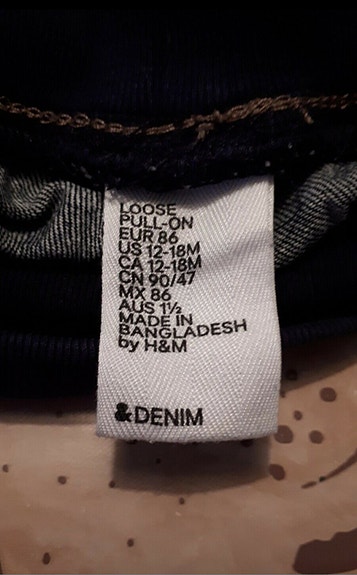 LOOSE
PULL-ON
EUR 86
US 12-18M
CA 12-18M
CN 90/47
MX 86
AUS 1½
MADE IN
BANGLADESH
by H&M
&DENIM